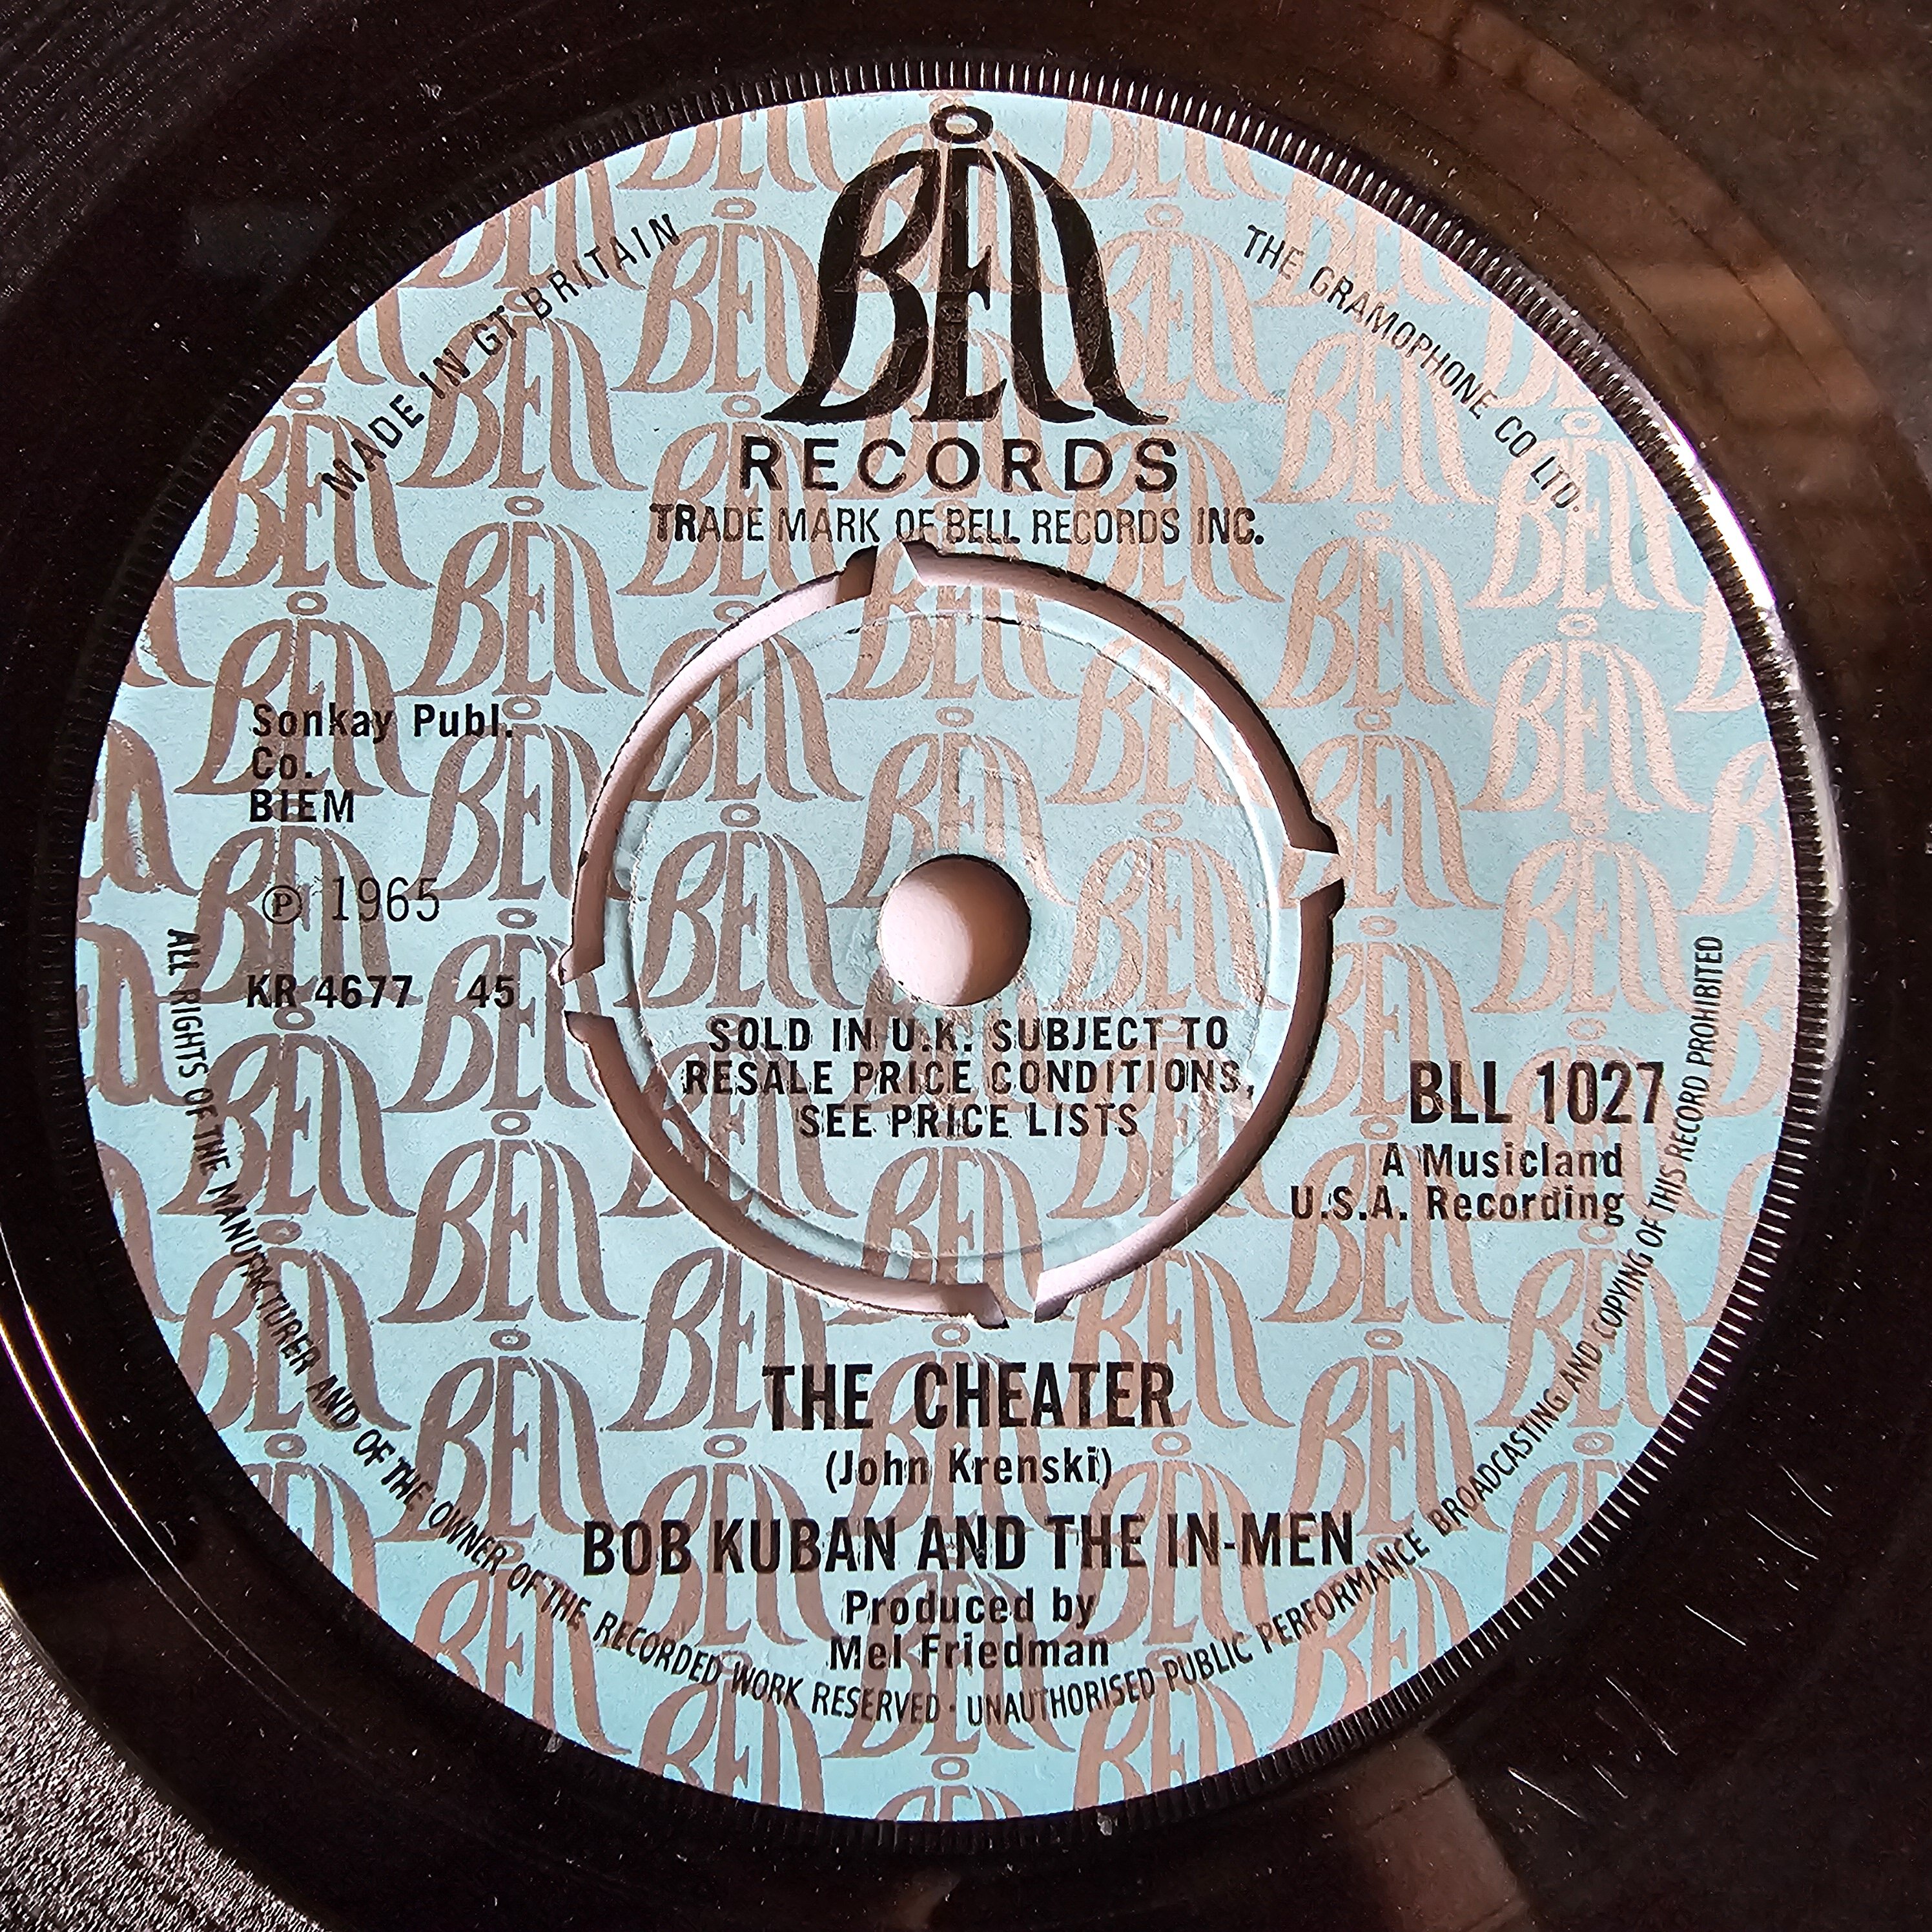 BELL
RECORDS
TRADE MARK OF BELL RECORDS INC.
MADE IN GT BRITAIN
THE GRAMOPHONE CO LTD.
Sonkay Publ.
Co.
BIEM
℗ 1965
KR 4677 45
SOLD IN U.K. SUBJECT TO
RESALE PRICE CONDITIONS,
SEE PRICE LISTS
BLL 1027
A Musicland
U.S.A. Recording
THE CHEATER
(John Krenski)
BOB KUBAN AND THE IN-MEN
Produced by
Mel Friedman
ALL RIGHTS OF THE MANUFACTURER AND OF THE OWNER OF THE RECORDED WORK RESERVED · UNAUTHORISED PUBLIC PERFORMANCE BROADCASTING AND COPYING OF THIS RECORD PROHIBITED